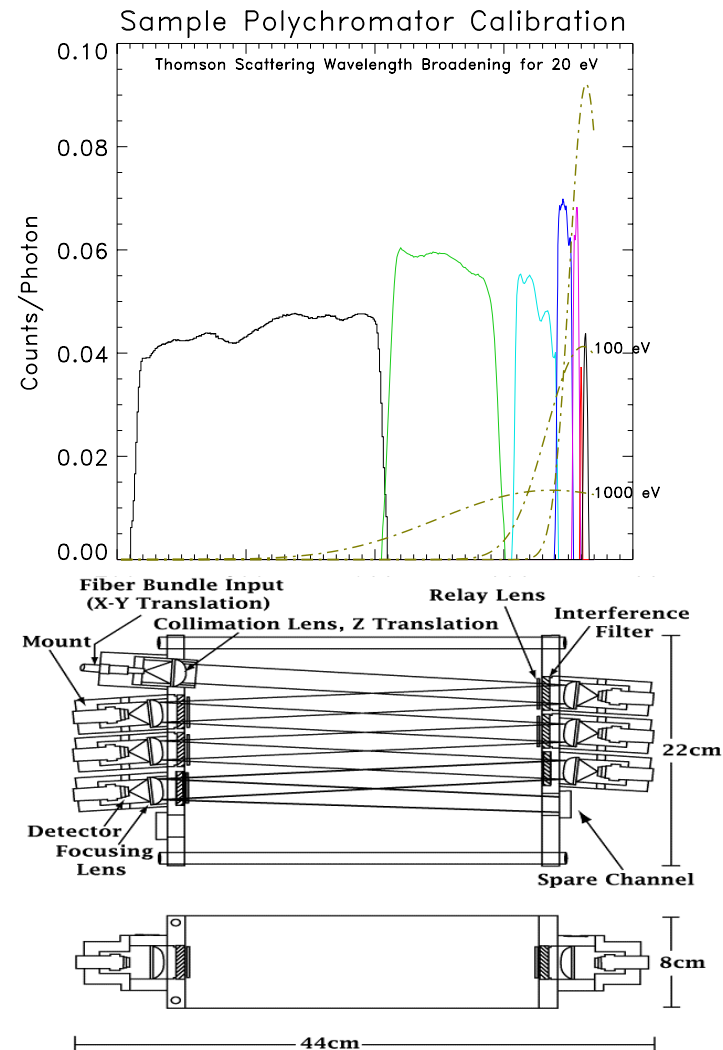 Sample Polychromator Calibration
Thomson Scattering Wavelength Broadening for 20 eV
0.10
0.08
0.06
0.04
0.02
0.00
Counts/Photon
100 eV
1000 eV
Fiber Bundle Input
(X-Y Translation)
Collimation Lens, Z Translation
Mount
Relay Lens
Interference
Filter
22cm
Detector
Focusing
Lens
Spare Channel
8cm
44cm